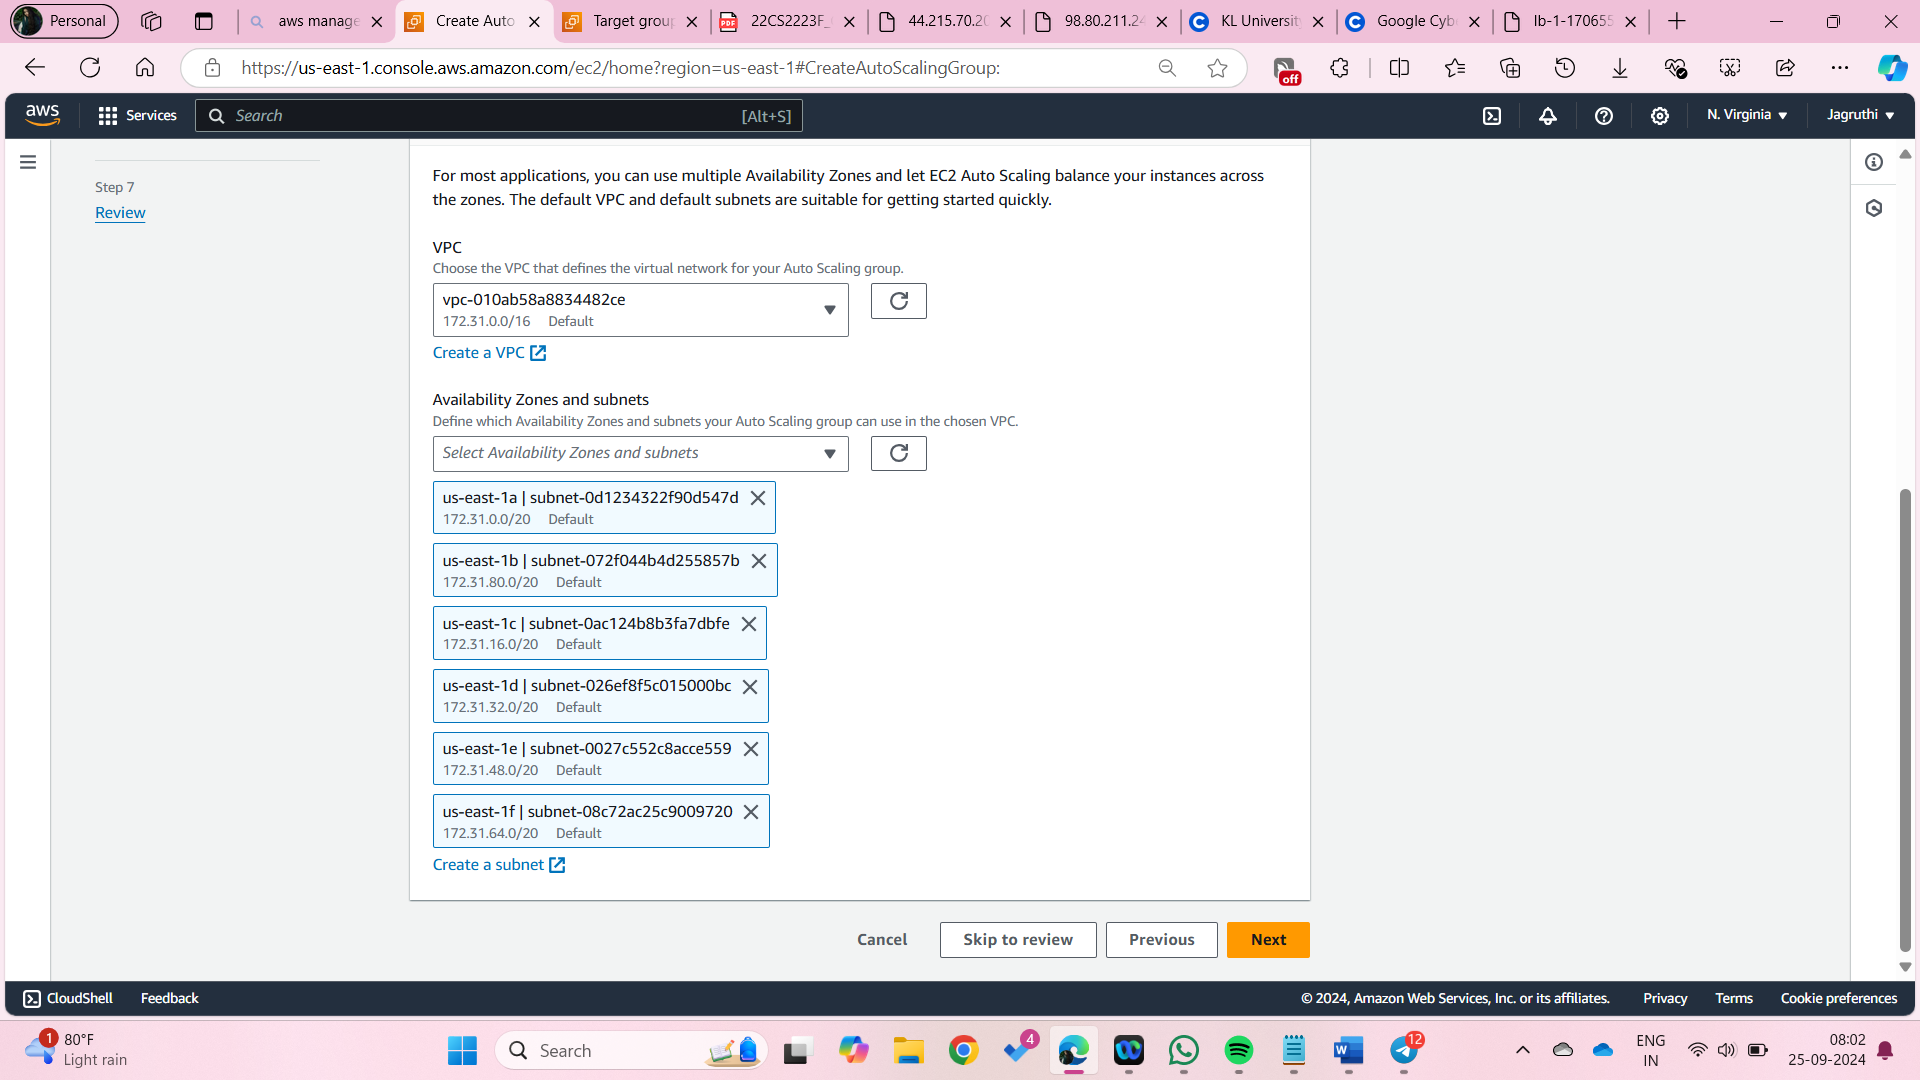 Personal
aws manage
Create Auto
Target group
22CS2223F_
44.215.70.20
98.80.211.24
KL University
Google Cybe
lb-1-170655
https://us-east-1.console.aws.amazon.com/ec2/home?region=us-east-1#CreateAutoScalingGroup:
off
aws
Services
Search
[Alt+S]
N. Virginia
Jagruthi
Step 7
Review
For most applications, you can use multiple Availability Zones and let EC2 Auto Scaling balance your instances across
the zones. The default VPC and default subnets are suitable for getting started quickly.
VPC
Choose the VPC that defines the virtual network for your Auto Scaling group.
vpc-010ab58a8834482ce
172.31.0.0/16 Default
Create a VPC
Availability Zones and subnets
Define which Availability Zones and subnets your Auto Scaling group can use in the chosen VPC.
Select Availability Zones and subnets
us-east-1a | subnet-0d1234322f90d547d
172.31.0.0/20 Default
us-east-1b | subnet-072f044b4d255857b
172.31.80.0/20 Default
us-east-1c | subnet-0ac124b8b3fa7dbfe
172.31.16.0/20 Default
us-east-1d | subnet-026ef8f5c015000bc
172.31.32.0/20 Default
us-east-1e | subnet-0027c552c8acce559
172.31.48.0/20 Default
us-east-1f | subnet-08c72ac25c9009720
172.31.64.0/20 Default
Create a subnet
Cancel
Skip to review
Previous
Next
CloudShell
Feedback
© 2024, Amazon Web Services, Inc. or its affiliates.
Privacy
Terms
Cookie preferences
1
80°F
Light rain
Search
4
12
ENG
IN
08:02
25-09-2024